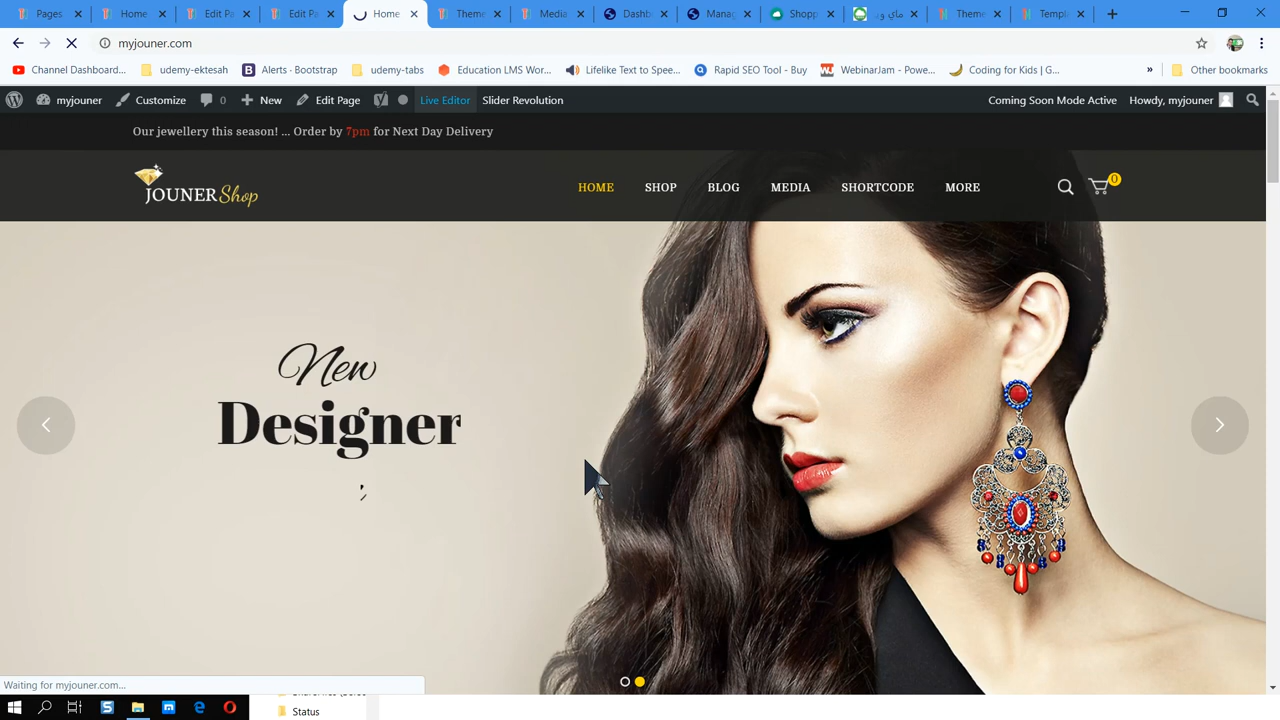 Pages
Home
Edit Pa
Edit Pa
Home
Theme
Media
Dashb
Manag
Shopp
ماي وب
Theme
Templ
myjouner.com
Channel Dashboard...
udemy-ektesah
Alerts · Bootstrap
udemy-tabs
Education LMS Wor...
Lifelike Text to Spee...
Rapid SEO Tool - Buy
WebinarJam - Powe...
Coding for Kids | G...
»
Other bookmarks
myjouner
Customize
0
New
Edit Page
Live Editor
Slider Revolution
Coming Soon Mode Active
Howdy, myjouner
Our jewellery this season! ... Order by 7pm for Next Day Delivery
JOUNER Shop
HOME
SHOP
BLOG
MEDIA
SHORTCODE
MORE
0
New
Designer
Waiting for myjouner.com...
Status